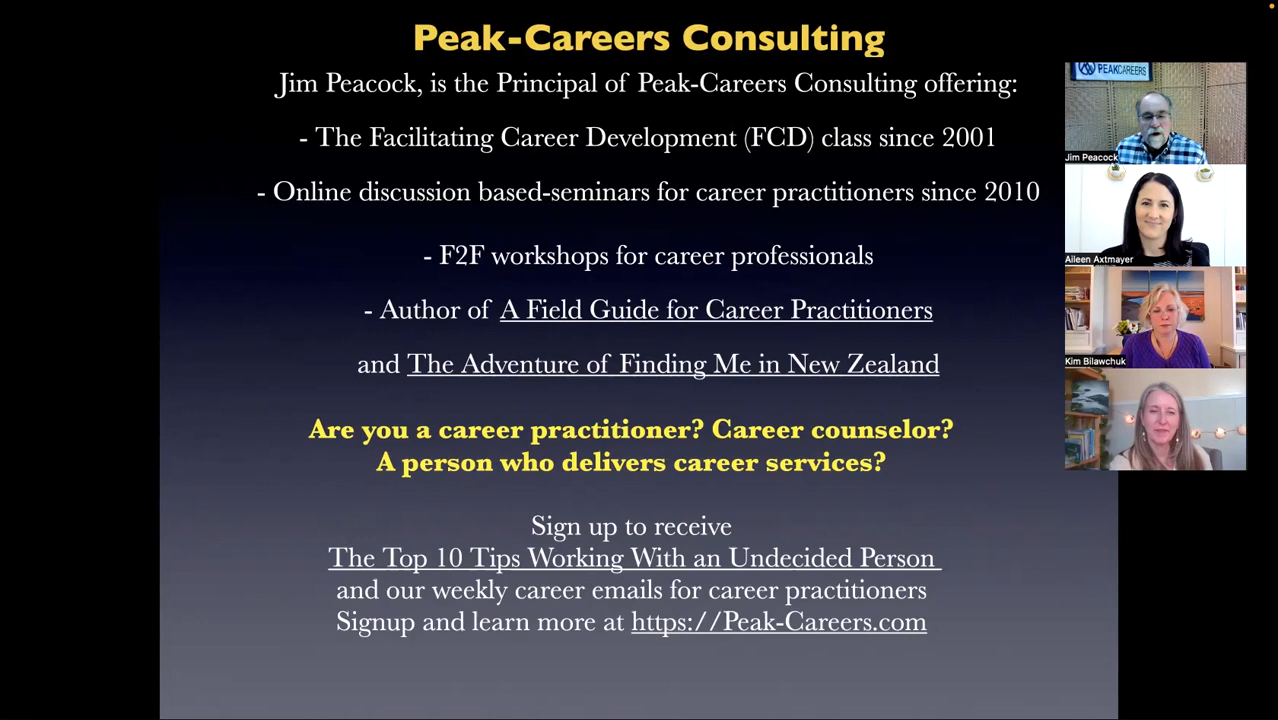 Peak-Careers Consulting
Jim Peacock, is the Principal of Peak-Careers Consulting offering:
- The Facilitating Career Development (FCD) class since 2001
- Online discussion based-seminars for career practitioners since 2010
- F2F workshops for career professionals
- Author of A Field Guide for Career Practitioners
and The Adventure of Finding Me in New Zealand
Are you a career practitioner? Career counselor?
A person who delivers career services?
Sign up to receive
The Top 10 Tips Working With an Undecided Person
and our weekly career emails for career practitioners
Signup and learn more at https://Peak-Careers.com
PEAKCAREERS
Jim Peacock
Aileen Axtmayer
Kim Bilawchuk